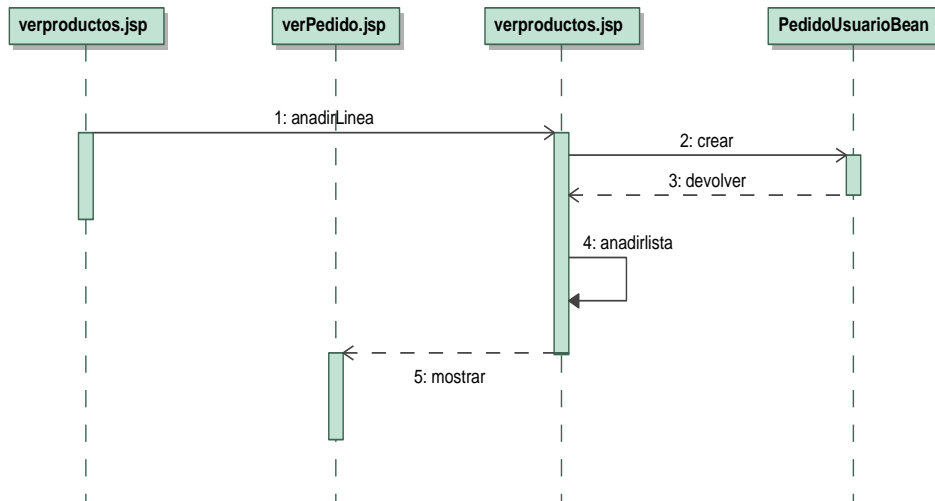 verproductos.jsp
verPedido.jsp
verproductos.jsp
PedidoUsuarioBean
1: anadirLinea
2: crear
3: devolver
4: anadirlista
5: mostrar